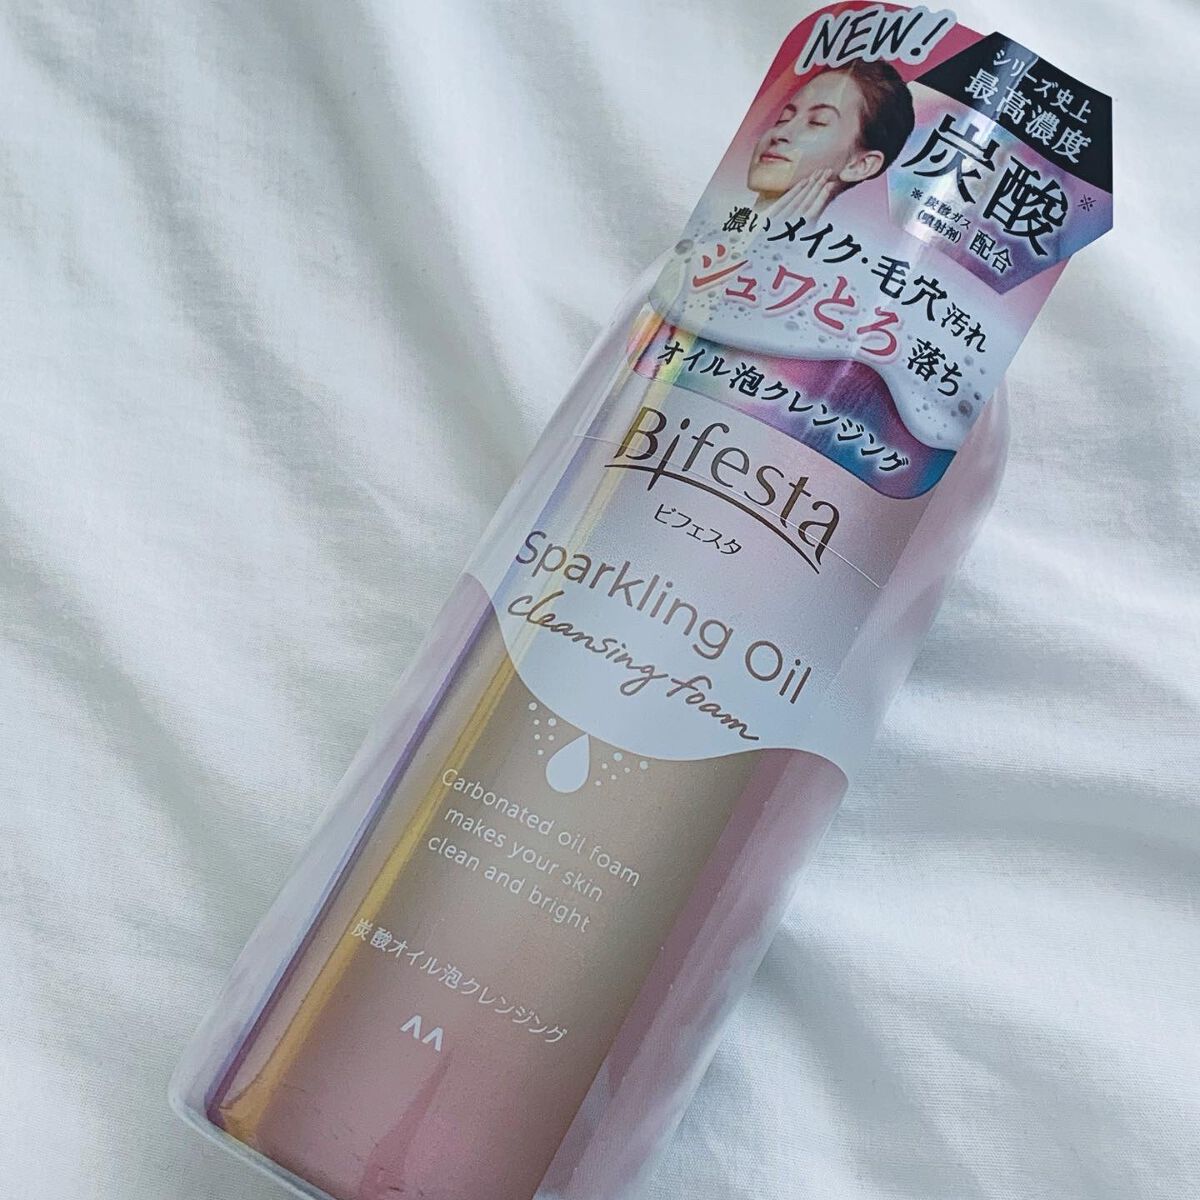 NEW!
シリーズ史上
最高濃度
炭酸※
※炭酸ガス
(噴射剤)
配合
濃いメイク・毛穴汚れ
シュワとろ落ち
オイル泡クレンジング
Bifesta
ビフェスタ
Sparkling Oil
cleansing foam
Carbonated oil foam
makes your skin
clean and bright
炭酸オイル泡クレンジング